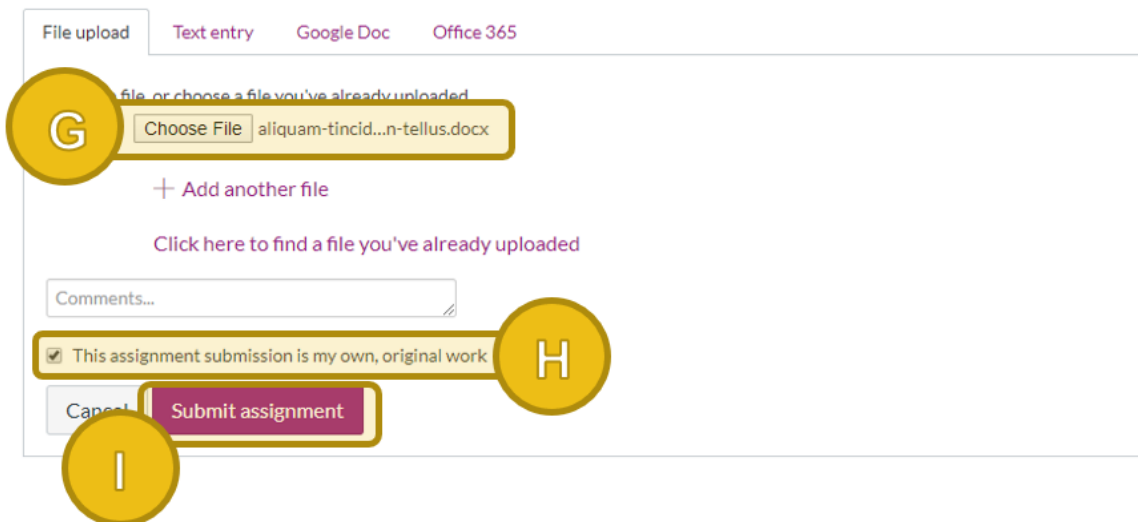 File upload Text entry Google Doc Office 365
file, or choose a file you've already uploaded
G Choose File aliquam-tincid...n-tellus.docx
+ Add another file
Click here to find a file you've already uploaded
Comments...
This assignment submission is my own, original work H
Cancel Submit assignment
I